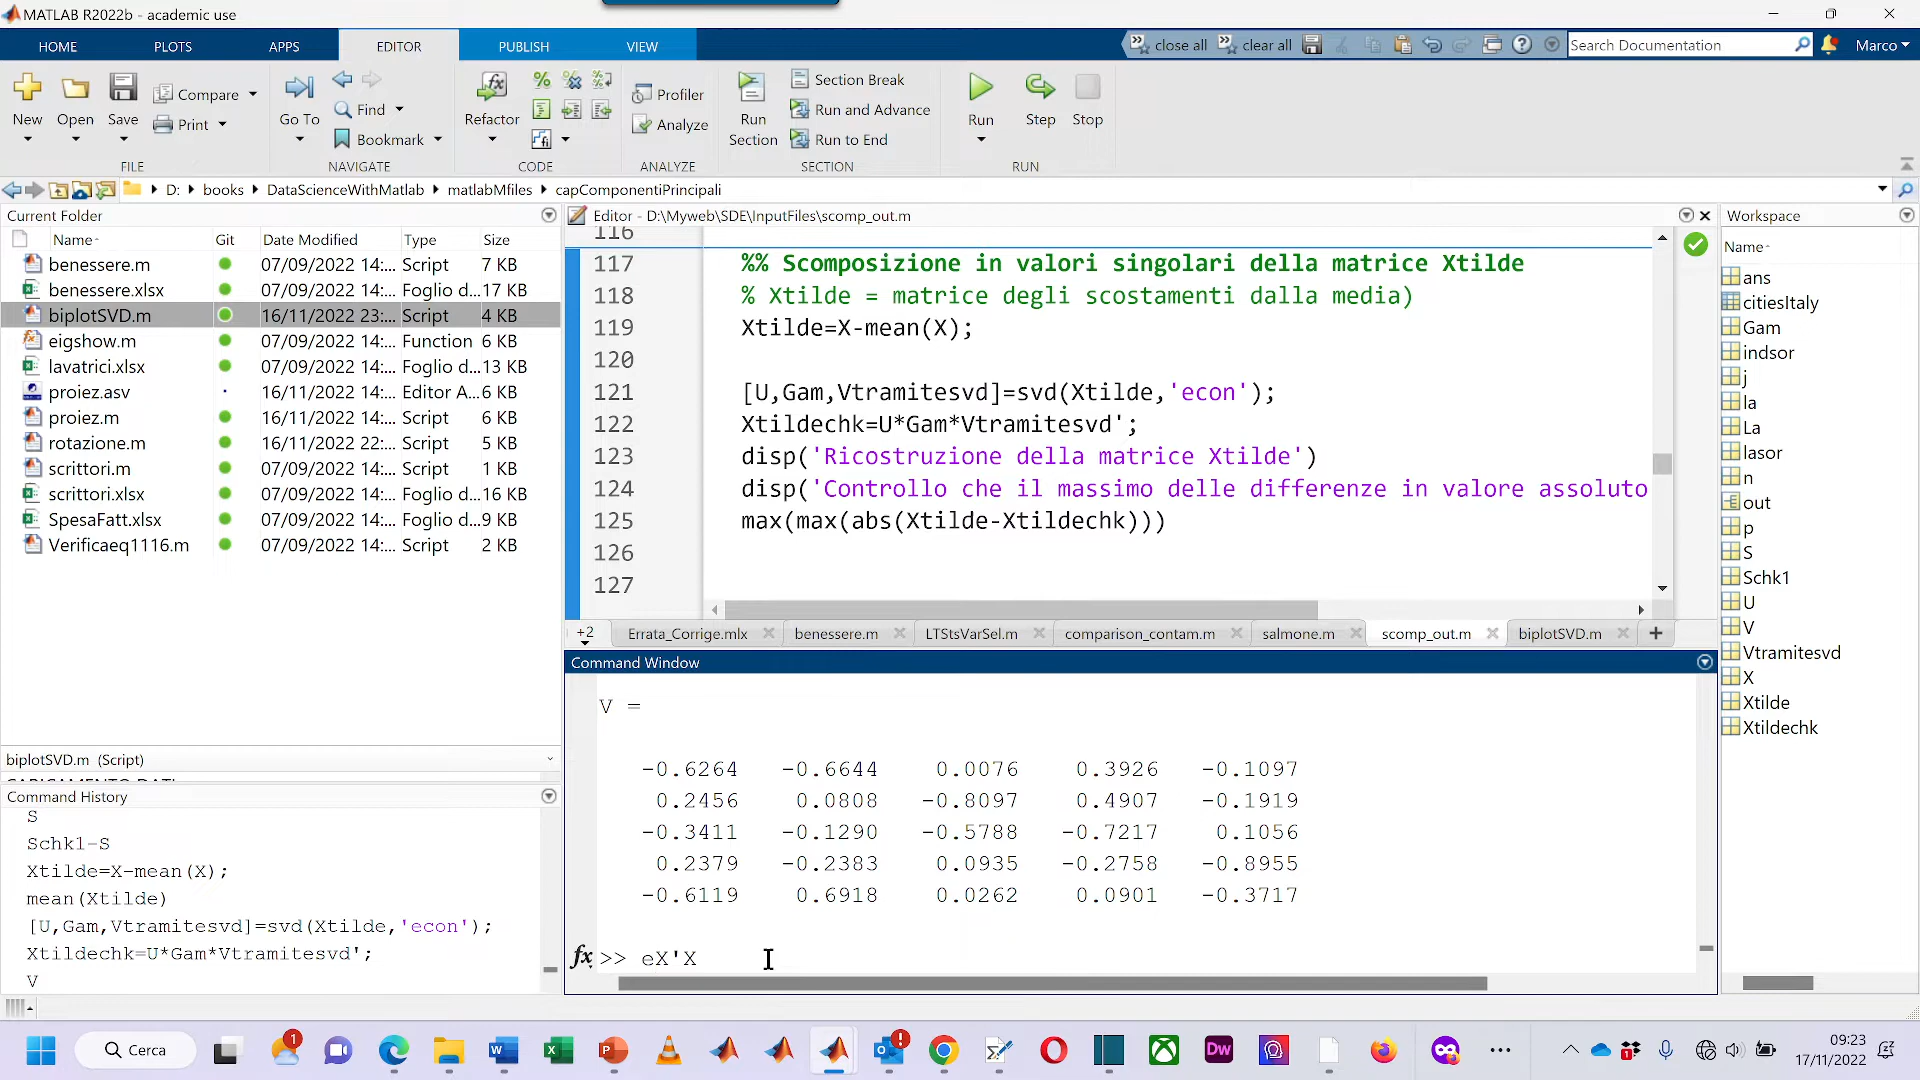 MATLAB R2022b - academic use
HOME PLOTS APPS EDITOR PUBLISH VIEW close all clear all Search Documentation Marco
New Open Save Compare Print Go To Find Bookmark Refactor Profiler Analyze Run Section Section Break Run and Advance Run to End Run Step Stop
FILE NAVIGATE CODE ANALYZE SECTION RUN
D: books DataScienceWithMatlab matlabMfiles capComponentiPrincipali
Current Folder
Name Git Date Modified Type Size
benessere.m 07/09/2022 14:... Script 7 KB
benessere.xlsx 07/09/2022 14:... Foglio d... 17 KB
biplotSVD.m 16/11/2022 23:... Script 4 KB
eigshow.m 07/09/2022 14:... Function 6 KB
lavatrici.xlsx 07/09/2022 14:... Foglio d... 13 KB
proiez.asv 16/11/2022 22:... Editor A... 6 KB
proiez.m 16/11/2022 14:... Script 6 KB
rotazione.m 16/11/2022 22:... Script 5 KB
scrittori.m 07/09/2022 14:... Script 1 KB
scrittori.xlsx 07/09/2022 14:... Foglio d... 16 KB
SpesaFatt.xlsx 07/09/2022 14:... Foglio d... 9 KB
Verificaeq1116.m 07/09/2022 14:... Script 2 KB
biplotSVD.m (Script)
CARICAMENTO DATI
Command History
S
Schk1-S
Xtilde=X-mean(X);
mean(Xtilde)
[U,Gam,Vtramitesvd]=svd(Xtilde,'econ');
Xtildechk=U*Gam*Vtramitesvd';
V
Editor - D:\Myweb\SDE\InputFiles\scomp_out.m
116
117 %% Scomposizione in valori singolari della matrice Xtilde
118 % Xtilde = matrice degli scostamenti dalla media)
119 Xtilde=X-mean(X);
120
121 [U,Gam,Vtramitesvd]=svd(Xtilde,'econ');
122 Xtildechk=U*Gam*Vtramitesvd';
123 disp('Ricostruzione della matrice Xtilde')
124 disp('Controllo che il massimo delle differenze in valore assoluto
125 max(max(abs(Xtilde-Xtildechk)))
126
127
+2 Errata_Corrige.mlx benessere.m LTStsVarSel.m comparison_contam.m salmone.m scomp_out.m biplotSVD.m +
Command Window
V =
-0.6264 -0.6644 0.0076 0.3926 -0.1097
0.2456 0.0808 -0.8097 0.4907 -0.1919
-0.3411 -0.1290 -0.5788 -0.7217 0.1056
0.2379 -0.2383 0.0935 -0.2758 -0.8955
-0.6119 0.6918 0.0262 0.0901 -0.3717
fx >> eX'X
Workspace
Name
ans
citiesItaly
Gam
indsor
j
la
La
lasor
n
out
p
S
Schk1
U
V
Vtramitesvd
X
Xtilde
Xtildechk
Cerca
09:23
17/11/2022